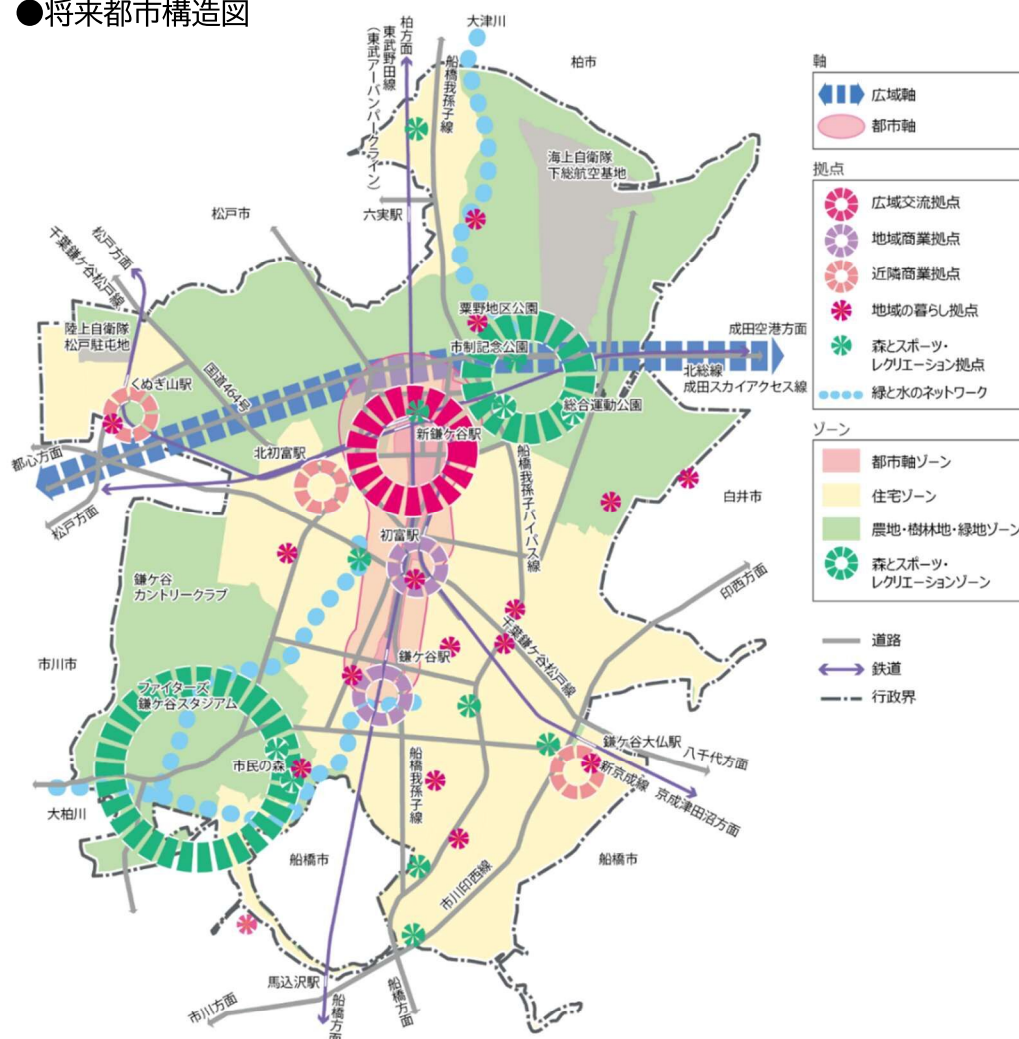 ●将来都市構造図
大津川
柏方面
東武野田線
（東武アーバンパークライン）
船橋我孫子線
柏市
海上自衛隊
下総航空基地
六実駅
松戸市
松戸方面
千葉鎌ケ谷松戸線
陸上自衛隊
松戸駐屯地
くぬぎ山駅
国道464号
粟野地区公園
市制記念公園
成田空港方面
北総線
成田スカイアクセス線
総合運動公園
新鎌ケ谷駅
北初富駅
都心方面
松戸方面
船橋我孫子バイパス線
白井市
初富駅
鎌ケ谷
カントリークラブ
印西方面
千葉鎌ケ谷松戸線
市川市
鎌ケ谷駅
ファイターズ
鎌ケ谷スタジアム
市民の森
鎌ケ谷大仏駅
八千代方面
新京成線
京成津田沼方面
大柏川
船橋我孫子線
船橋市
船橋市
市川印西線
馬込沢駅
市川方面
船橋方面
船橋方面
軸
広域軸
都市軸
拠点
広域交流拠点
地域商業拠点
近隣商業拠点
地域の暮らし拠点
森とスポーツ・
レクリエーション拠点
緑と水のネットワーク
ゾーン
都市軸ゾーン
住宅ゾーン
農地・樹林地・緑地ゾーン
森とスポーツ・
レクリエーションゾーン
道路
鉄道
行政界